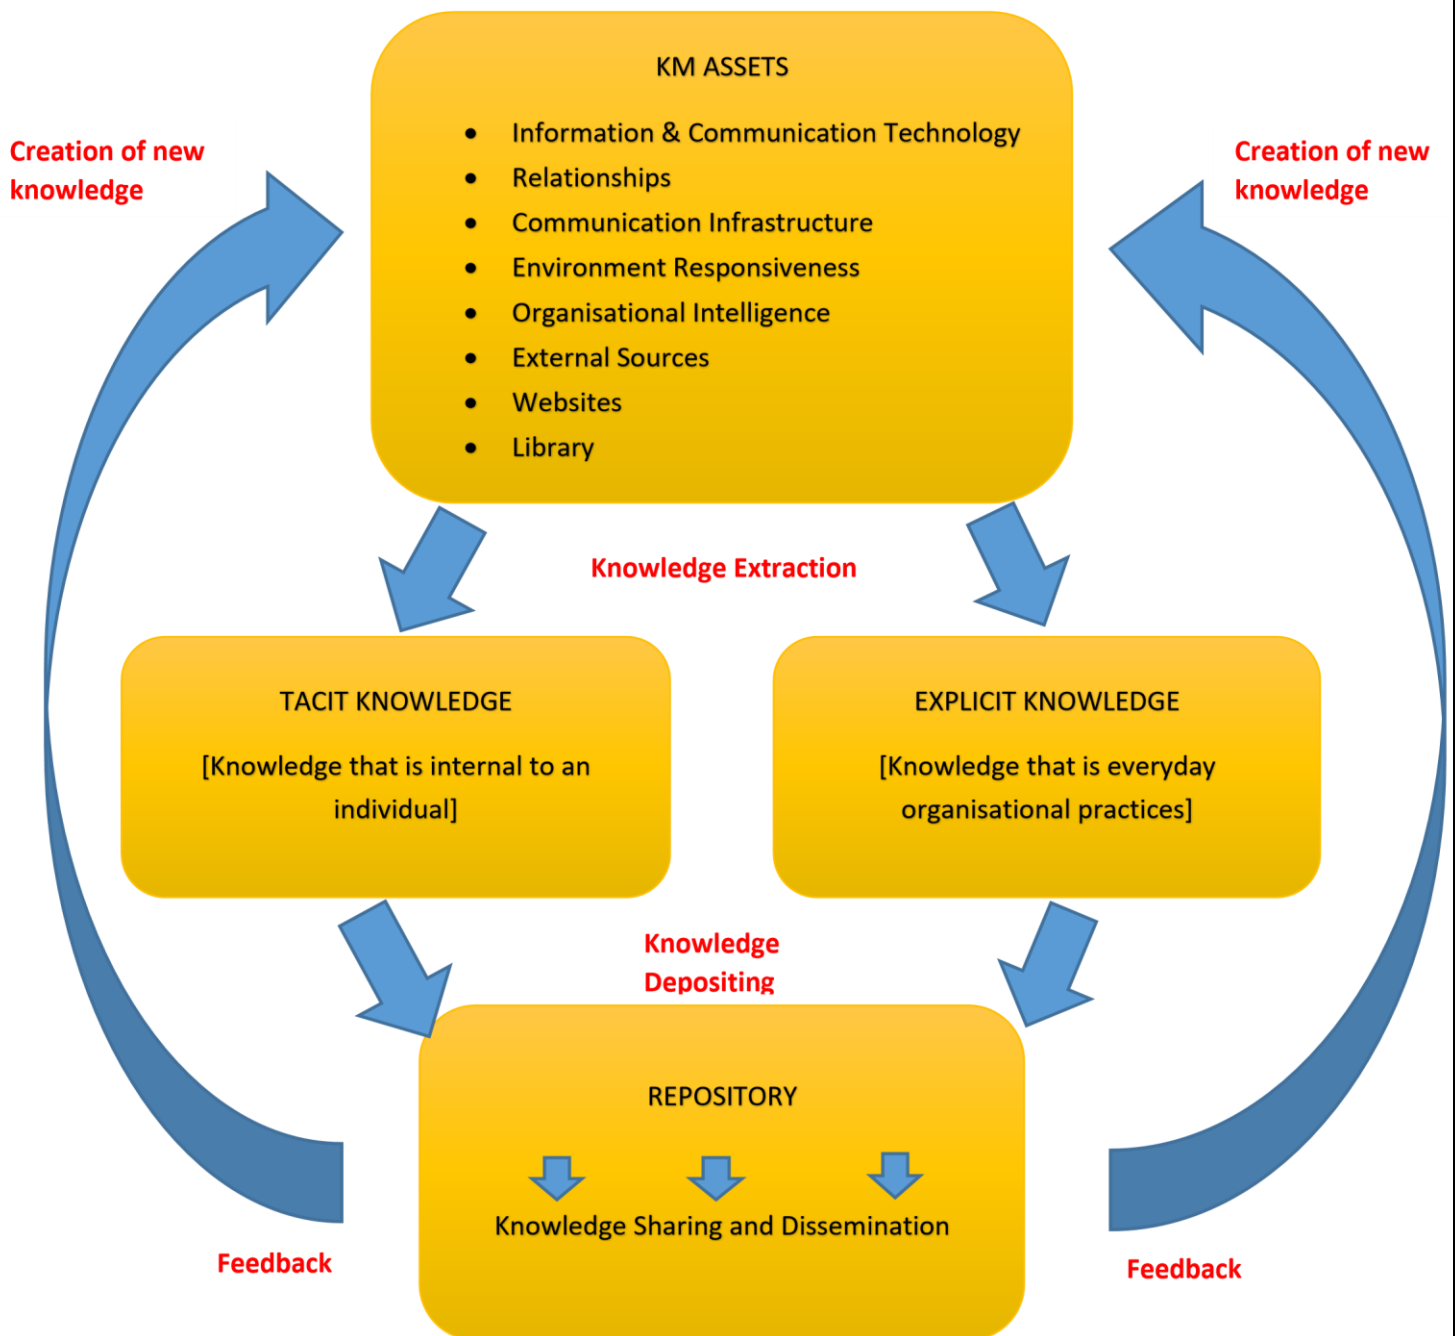 KM ASSETS
Creation of new
knowledge
• Information & Communication Technology
• Relationships
• Communication Infrastructure
• Environment Responsiveness
• Organisational Intelligence
• External Sources
• Websites
• Library
Creation of new
knowledge
Knowledge Extraction
TACIT KNOWLEDGE
[Knowledge that is internal to an
individual]
EXPLICIT KNOWLEDGE
[Knowledge that is everyday
organisational practices]
Knowledge
Depositing
REPOSITORY
Knowledge Sharing and Dissemination
Feedback
Feedback